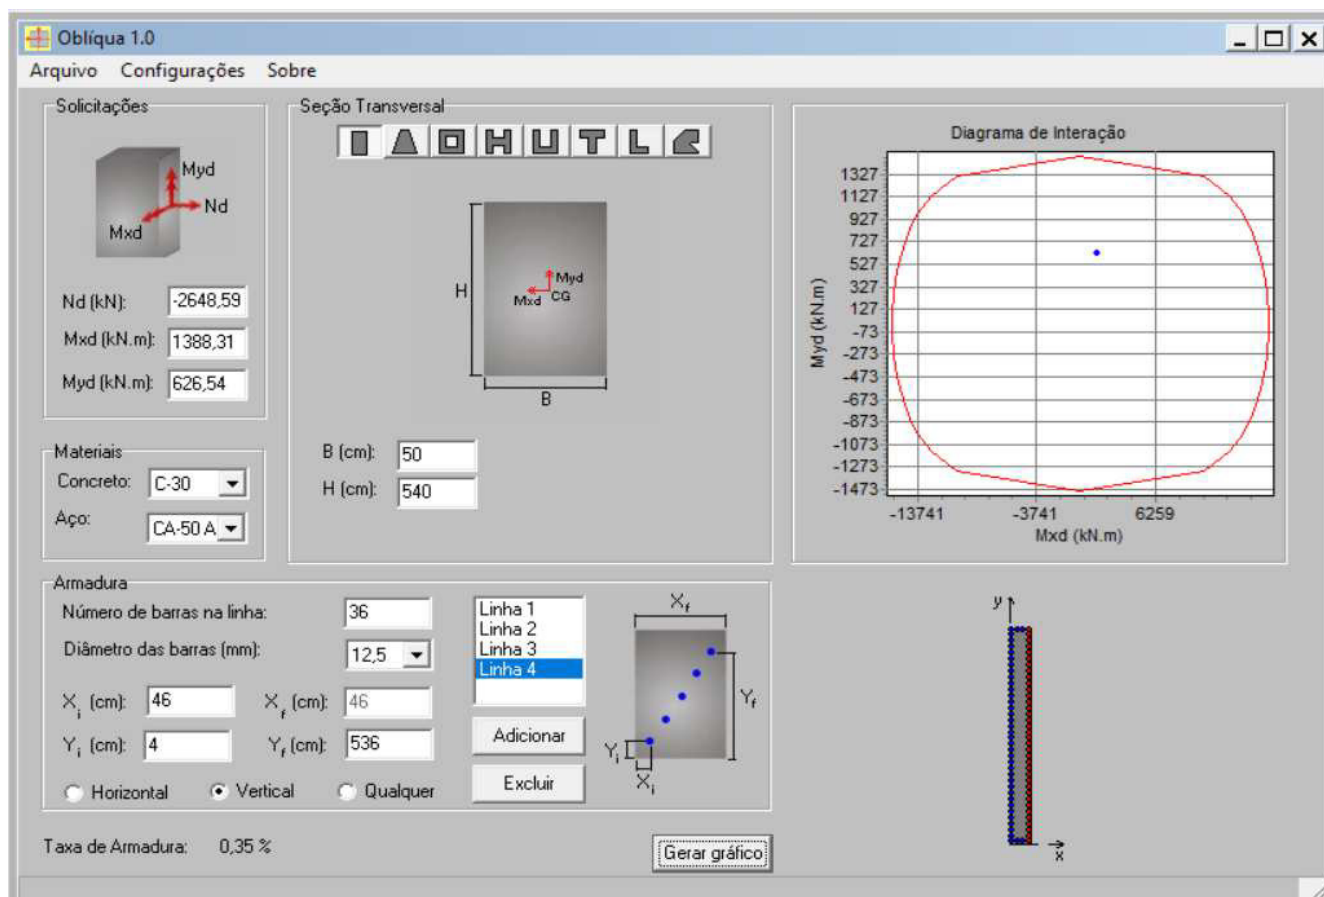 Oblíqua 1.0
Arquivo Configurações Sobre
Solicitações
Myd
Nd
Mxd
Nd (kN): -2648,59
Mxd (kN.m): 1388,31
Myd (kN.m): 626,54
Materiais
Concreto: C-30
Aço: CA-50 A
Seção Transversal
H
Myd
Mxd CG
B
B (cm): 50
H (cm): 540
Diagrama de Interação
Myd (kN.m)
1327
1127
927
727
527
327
127
-73
-273
-473
-673
-873
-1073
-1273
-1473
-13741 -3741 6259
Mxd (kN.m)
Armadura
Número de barras na linha: 36
Diâmetro das barras (mm): 12,5
Xi (cm): 46 Xf (cm): 46
Yi (cm): 4 Yf (cm): 536
Horizontal Vertical Qualquer
Linha 1
Linha 2
Linha 3
Linha 4
Adicionar
Excluir
Xf
Yf
Yi
Xi
Taxa de Armadura: 0,35 %
Gerar gráfico
y
x